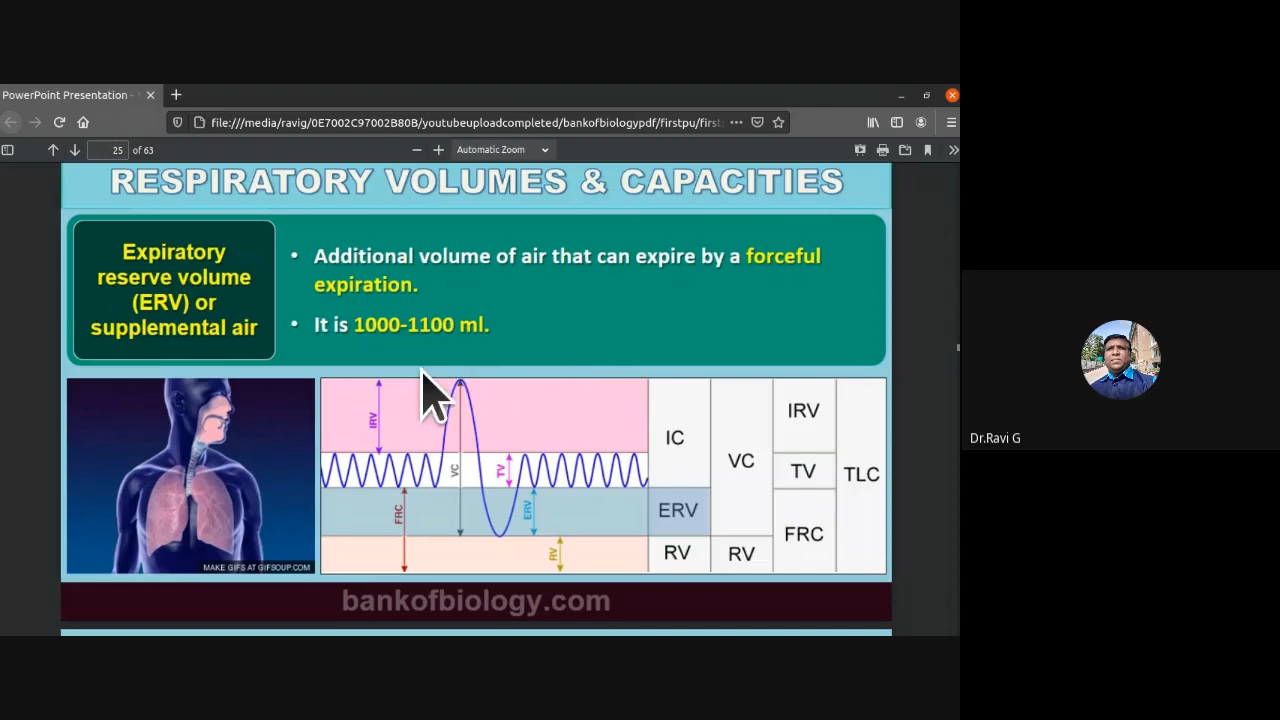 PowerPoint Presentation -
file:///media/ravig/0E7002C97002B80B/youtubeuploadcompleted/bankofbiologypdf/firstpu/first
25 of 63
Automatic Zoom
RESPIRATORY VOLUMES & CAPACITIES
Expiratory
reserve volume
(ERV) or
supplemental air
• Additional volume of air that can expire by a forceful
expiration.
• It is 1000-1100 ml.
MAKE GIFS AT GIFSOUP.COM
IRV
VC
TV
FRC
ERV
RV
IC
ERV
RV
VC
RV
IRV
TV
FRC
TLC
bankofbiology.com
Dr.Ravi G